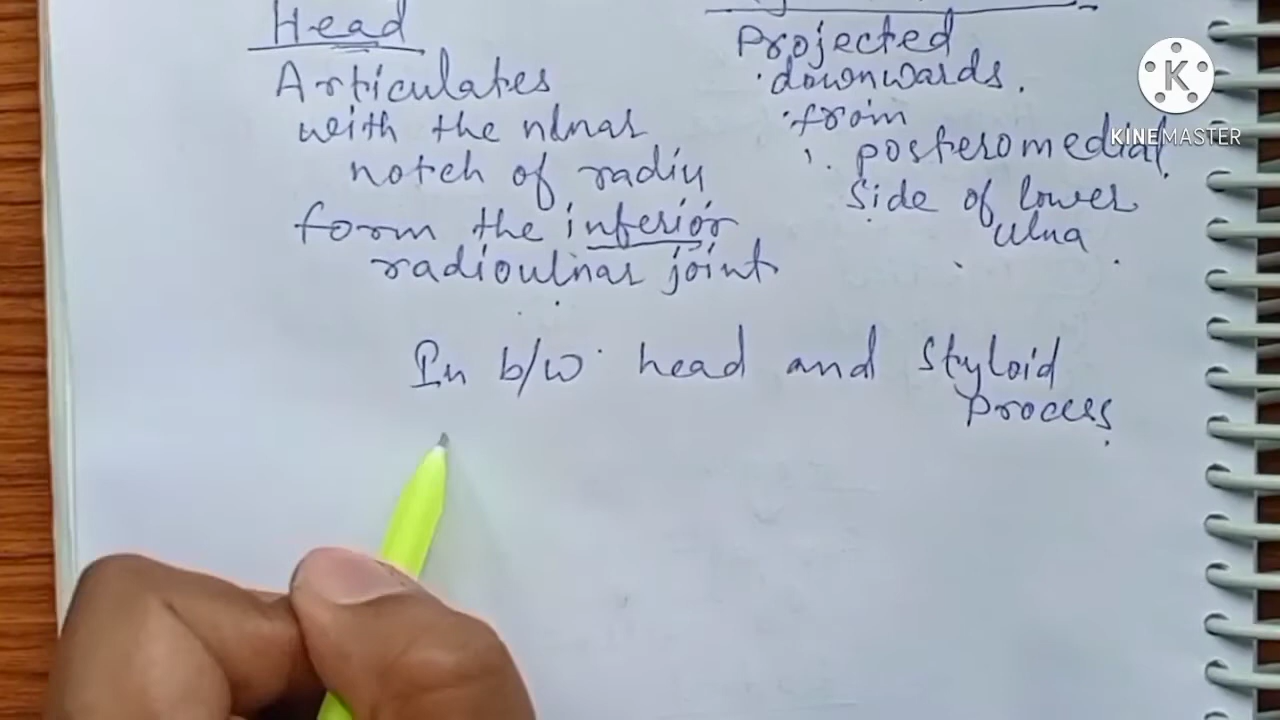 Head
Articulates
with the ulnar
notch of radiu
form the inferior
radioulnar joint
Projected
downwards.
from
posteromedial
side of lower
ulna
In b/w head and Styloid
Process
K
KINEMASTER